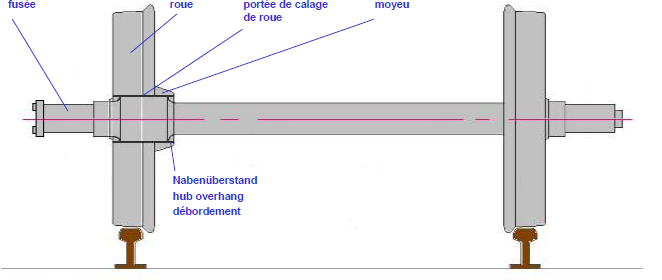 fusée
roue
portée de calage
de roue
moyeu
Nabenüberstand
hub overhang
débordement